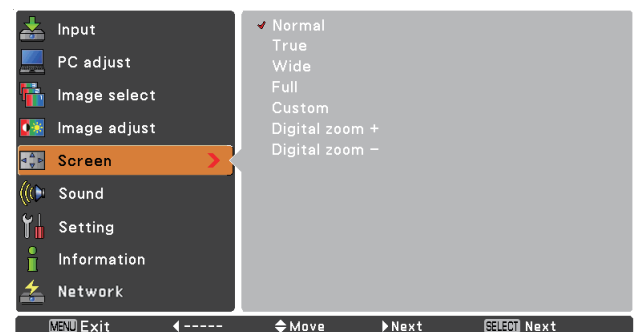 Input
PC adjust
Image select
Image adjust
Screen
Sound
Setting
Information
Network
Normal
True
Wide
Full
Custom
Digital zoom +
Digital zoom –
MENU Exit ◀----- Move ▶Next SELECT Next